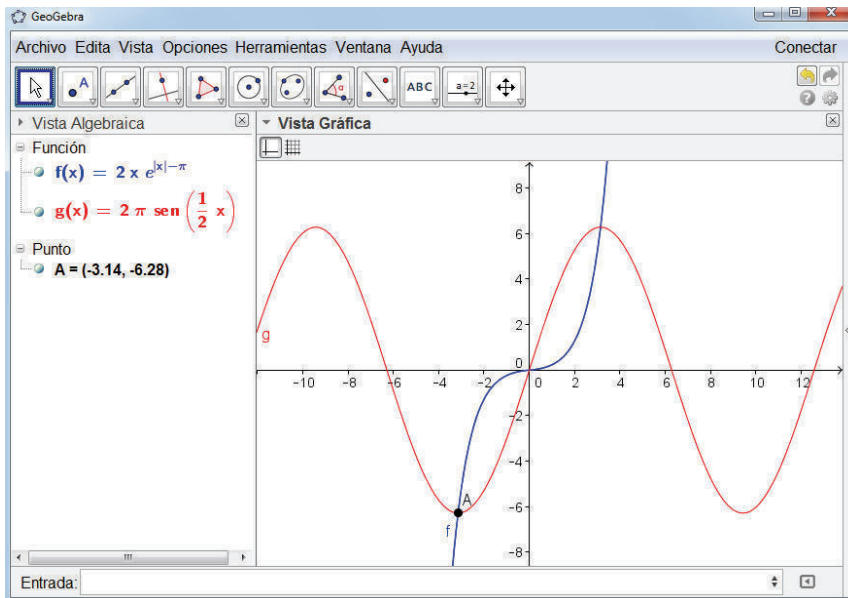 GeoGebra
Archivo Edita Vista Opciones Herramientas Ventana Ayuda Conectar
A α ABC a=2
Vista Algebraica
Vista Gráfica
Función
f(x) = 2 x e^{|x|−π}
g(x) = 2 π sen (1/2 x)
Punto
A = (-3.14, -6.28)
8
6
4
2
0
−10 −8 −6 −4 −2 0 2 4 6 8 10 12
−2
−4
−6
−8
g
A
f
Entrada: